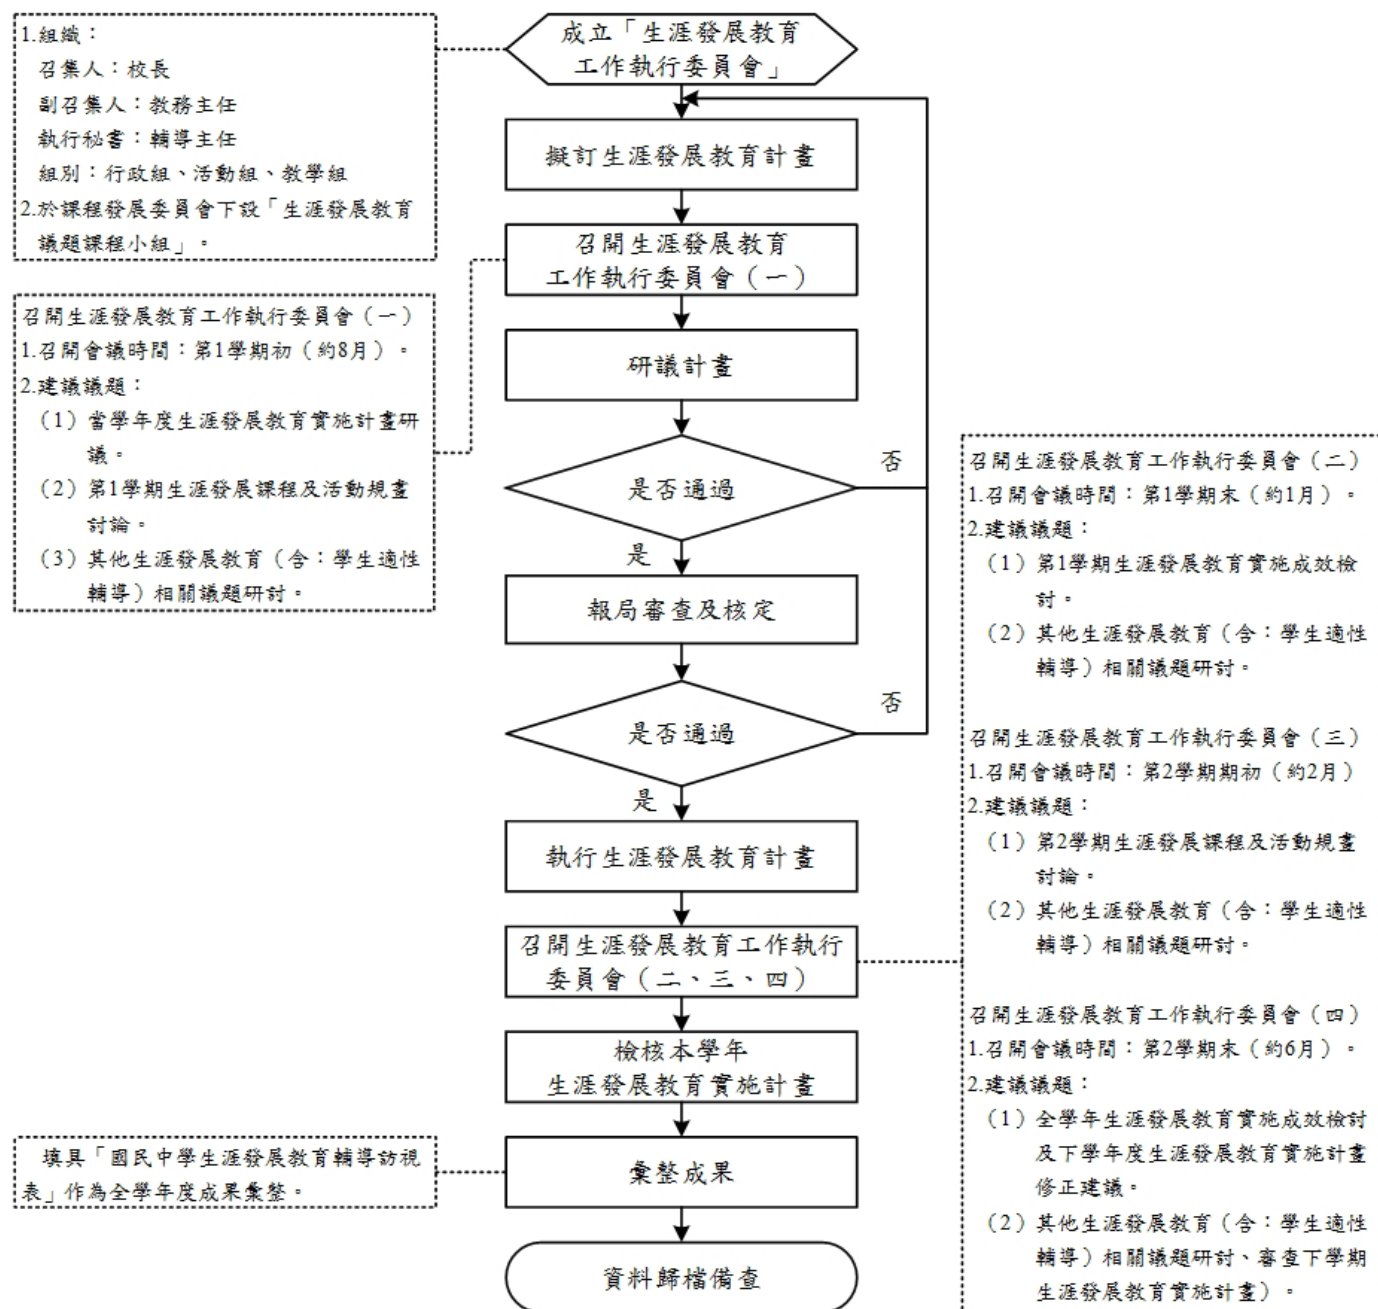 成立「生涯發展教育
工作執行委員會」
1.組織：
召集人：校長
副召集人：教務主任
執行秘書：輔導主任
組別：行政組、活動組、教學組
2.於課程發展委員會下設「生涯發展教育
議題課程小組」。
擬訂生涯發展教育計畫
召開生涯發展教育
工作執行委員會（一）
召開生涯發展教育工作執行委員會（一）
1.召開會議時間：第1學期初（約8月）。
2.建議議題：
（1）當學年度生涯發展教育實施計畫研
議。
（2）第1學期生涯發展課程及活動規畫
討論。
（3）其他生涯發展教育（含：學生適性
輔導）相關議題研討。
研議計畫
是否通過
否
是
報局審查及核定
是否通過
否
是
執行生涯發展教育計畫
召開生涯發展教育工作執行
委員會（二、三、四）
召開生涯發展教育工作執行委員會（二）
1.召開會議時間：第1學期末（約1月）。
2.建議議題：
（1）第1學期生涯發展教育實施成效檢
討。
（2）其他生涯發展教育（含：學生適性
輔導）相關議題研討。
召開生涯發展教育工作執行委員會（三）
1.召開會議時間：第2學期期初（約2月）
2.建議議題：
（1）第2學期生涯發展課程及活動規畫
討論。
（2）其他生涯發展教育（含：學生適性
輔導）相關議題研討。
召開生涯發展教育工作執行委員會（四）
1.召開會議時間：第2學期末（約6月）。
2.建議議題：
（1）全學年生涯發展教育實施成效檢討
及下學年度生涯發展教育實施計畫
修正建議。
（2）其他生涯發展教育（含：學生適性
輔導）相關議題研討、審查下學期
生涯發展教育實施計畫）。
檢核本學年
生涯發展教育實施計畫
彙整成果
填具「國民中學生涯發展教育輔導訪視
表」作為全學年度成果彙整。
資料歸檔備查